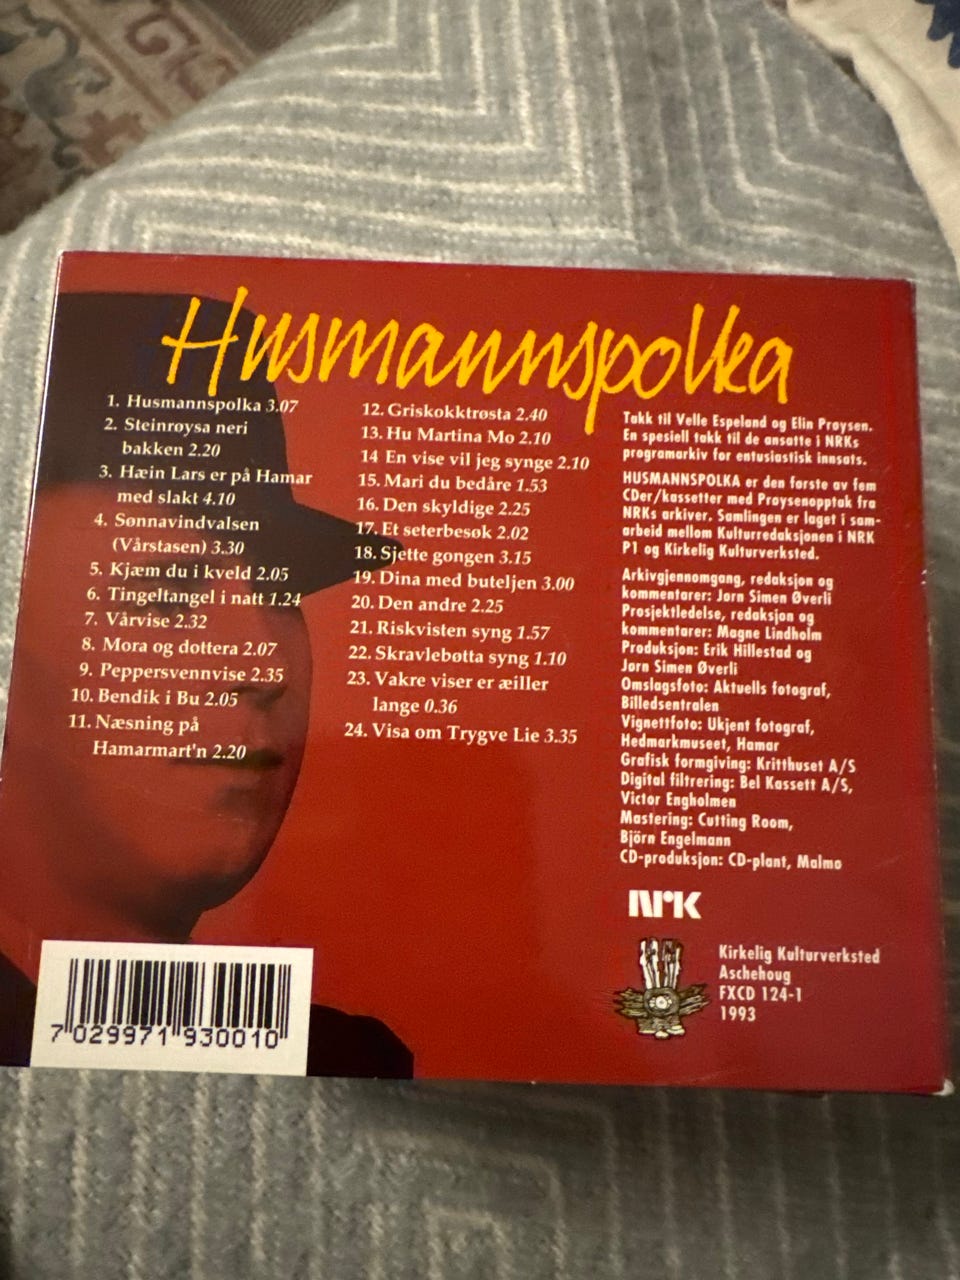 Husmannspolka
1. Husmannspolka 3.07
2. Steinrøysa neri
bakken 2.20
3. Hæin Lars er på Hamar
med slakt 4.10
4. Sønnavindvalsen
(Vårstasen) 3.30
5. Kjæm du i kveld 2.05
6. Tingeltangel i natt 1.24
7. Vårvise 2.32
8. Mora og dottera 2.07
9. Peppersvennvise 2.35
10. Bendik i Bu 2.05
11. Næsning på
Hamarmart'n 2.20
12. Griskokktrøsta 2.40
13. Hu Martina Mo 2.10
14 En vise vil jeg synge 2.10
15. Mari du bedåre 1.53
16. Den skyldige 2.25
17. Et seterbesøk 2.02
18. Sjette gongen 3.15
19. Dina med buteljen 3.00
20. Den andre 2.25
21. Riskvisten syng 1.57
22. Skravlebøtta syng 1.10
23. Vakre viser er æiller
lange 0.36
24. Visa om Trygve Lie 3.35
Takk til Velle Espeland og Elin Prøysen.
En spesiell takk til de ansatte i NRKs
programarkiv for entusiastisk innsats.
HUSMANNSPOLKA er den første av fem
CDer/kassetter med Prøysenopptak fra
NRKs arkiver. Samlingen er laget i sam-
arbeid mellom Kulturredaksjonen i NRK
P1 og Kirkelig Kulturverksted.
Arkivgjennomgang, redaksjon og
kommentarer: Jørn Simen Øverli
Prosjektledelse, redaksjon og
kommentarer: Magne Lindholm
Produksjon: Erik Hillestad og
Jørn Simen Øverli
Omslagsfoto: Aktuells fotograf,
Billedsentralen
Vignettfoto: Ukjent fotograf,
Hedmarkmuseet, Hamar
Grafisk formgiving: Kritthuset A/S
Digital filtrering: Bel Kassett A/S,
Victor Engholmen
Mastering: Cutting Room,
Björn Engelmann
CD-produksjon: CD-plant, Malmø
NRK
Kirkelig Kulturverksted
Aschehoug
FXCD 124-1
1993
7 029971 930010